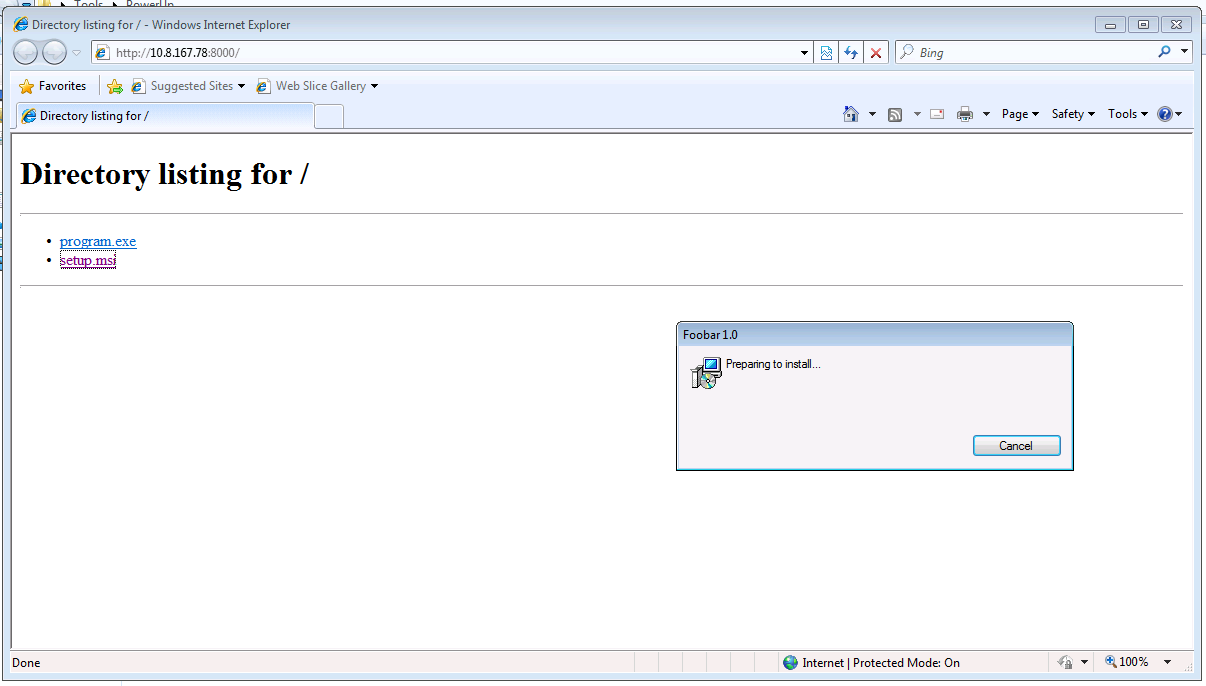 Tools PowerUp
Directory listing for / - Windows Internet Explorer
http://10.8.167.78:8000/
Bing
Favorites
Suggested Sites
Web Slice Gallery
Directory listing for /
Page
Safety
Tools
Directory listing for /
program.exe
setup.msi
Foobar 1.0
Preparing to install...
Cancel
Done
Internet | Protected Mode: On
100%